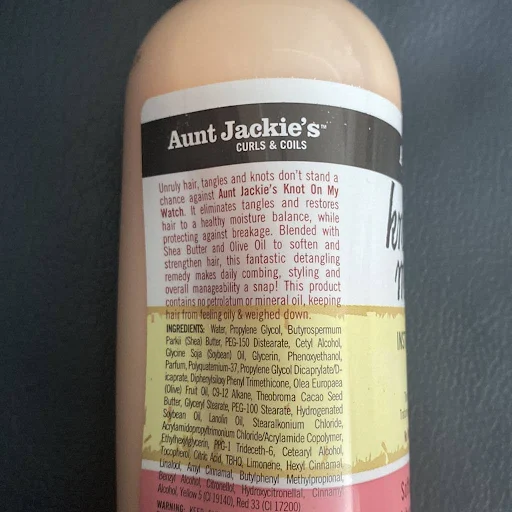 Aunt Jackie's™
CURLS & COILS
Unruly hair, tangles and knots don't stand a
chance against Aunt Jackie's Knot On My
Watch. It eliminates tangles and restores
hair to a healthy moisture balance, while
protecting against breakage. Blended with
Shea Butter and Olive Oil to soften and
strengthen hair, this fantastic detangling
remedy makes daily combing, styling and
overall manageability a snap! This product
contains no petrolatum or mineral oil, keeping
hair from feeling oily & weighed down.
INGREDIENTS: Water, Propylene Glycol, Butyrospermum
Parkii (Shea) Butter, PEG-150 Distearate, Cetyl Alcohol,
Glycine Soja (Soybean) Oil, Glycerin, Phenoxyethanol,
Parfum, Polyquaternium-37, Propylene Glycol Dicaprylate/D-
icaprate, Diphenylsiloxy Phenyl Trimethicone, Olea Europaea
(Olive) Fruit Oil, C9-12 Alkane, Theobroma Cacao Seed
Butter, Glyceryl Stearate, PEG-100 Stearate, Hydrogenated
Soybean Oil, Lanolin Oil, Stearalkonium Chloride,
Acrylamidopropyltrimonium Chloride/Acrylamide Copolymer,
Ethylhexylglycerin, PPG-1 Trideceth-6, Cetearyl Alcohol,
Tocopherol, Citric Acid, TBHQ, Limonene, Hexyl Cinnamal,
Linalool, Amyl Cinnamal, Butylphenyl Methylpropional,
Benzyl Alcohol, Citronellol, Hydroxycitronellal, Cinnamyl
Alcohol, Yellow 5 (CI 19140), Red 33 (CI 17200)
WARNING: